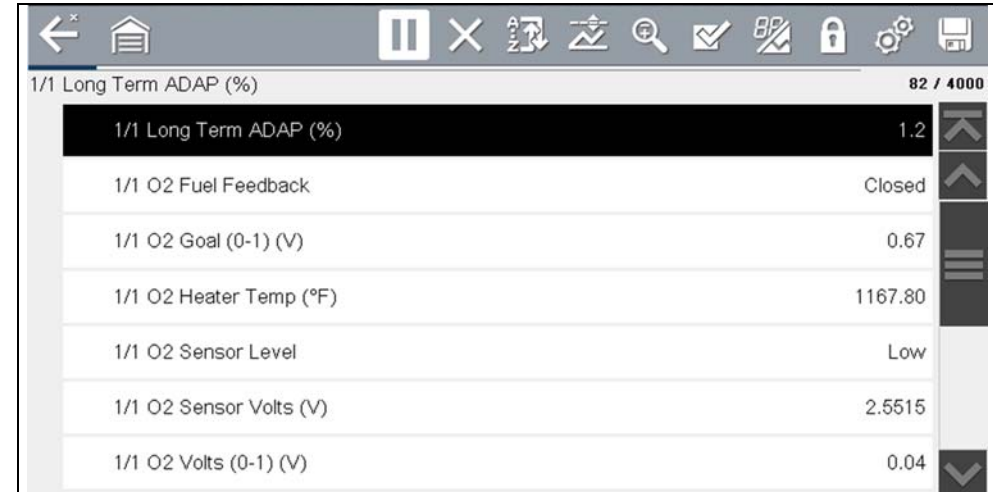 1/1 Long Term ADAP (%) 82 / 4000
1/1 Long Term ADAP (%) 1.2
1/1 O2 Fuel Feedback Closed
1/1 O2 Goal (0-1) (V) 0.67
1/1 O2 Heater Temp (°F) 1167.80
1/1 O2 Sensor Level Low
1/1 O2 Sensor Volts (V) 2.5515
1/1 O2 Volts (0-1) (V) 0.04